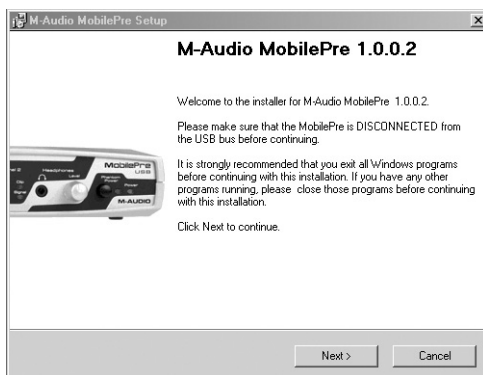 M-Audio MobilePre Setup
M-Audio MobilePre 1.0.0.2
Welcome to the installer for M-Audio MobilePre 1.0.0.2.
Please make sure that the MobilePre is DISCONNECTED from
the USB bus before continuing.
It is strongly recommended that you exit all Windows programs
before continuing with this installation. If you have any other
programs running, please close those programs before continuing
with this installation.
Click Next to continue.
MobilePre
USB
Headphones
Level
Phantom
Power
Power
Signal
M-AUDIO
Next >
Cancel